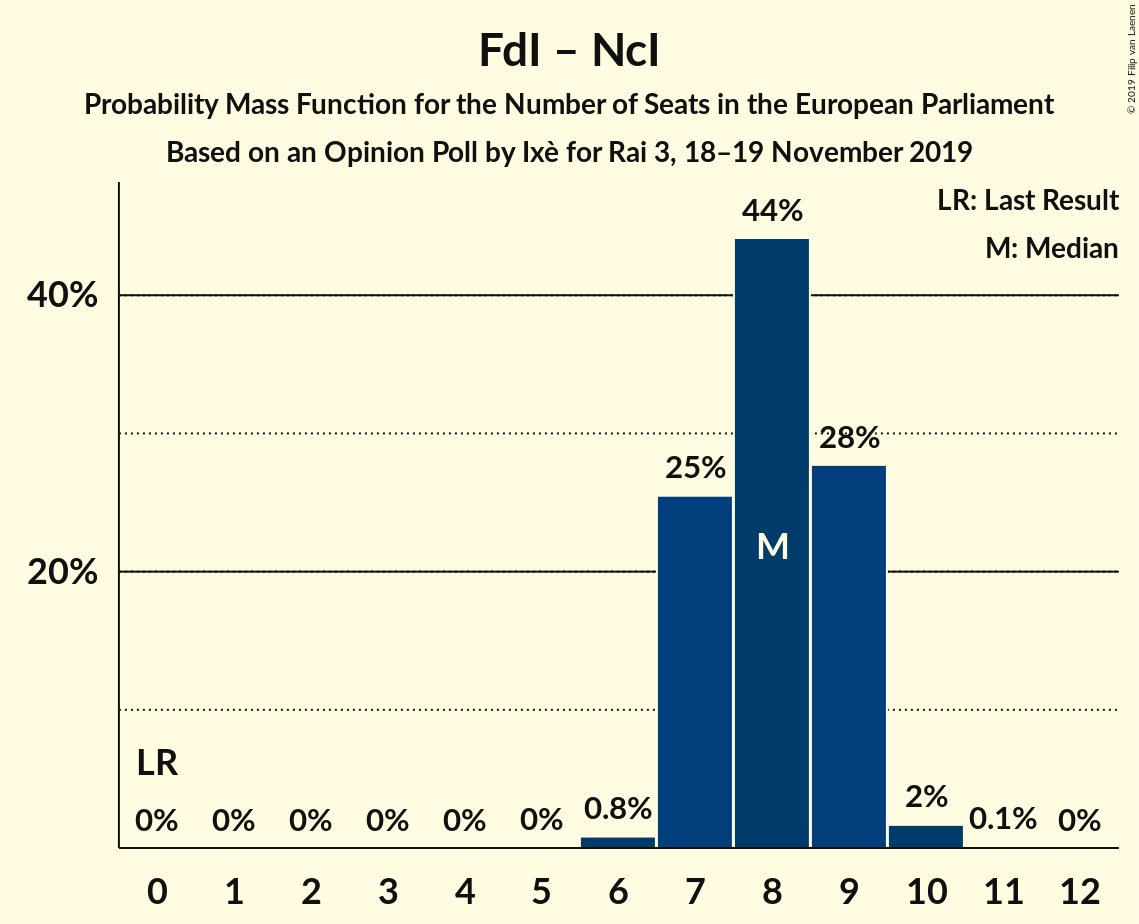 FdI – NcI
Probability Mass Function for the Number of Seats in the European Parliament
Based on an Opinion Poll by Ixè for Rai 3, 18–19 November 2019
© 2019 Filip van Laenen
LR: Last Result
M: Median
44%
40%
28%
25%
M
20%
LR
0% 0% 0% 0% 0% 0% 0.8% 2% 0.1% 0%
0 1 2 3 4 5 6 7 8 9 10 11 12